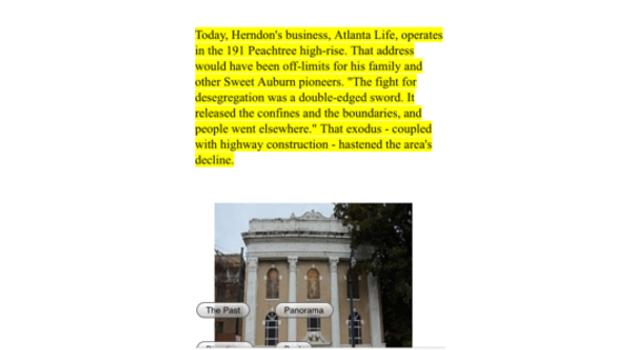 Today, Herndon's business, Atlanta Life, operates
in the 191 Peachtree high-rise. That address
would have been off-limits for his family and
other Sweet Auburn pioneers. "The fight for
desegregation was a double-edged sword. It
released the confines and the boundaries, and
people went elsewhere." That exodus - coupled
with highway construction - hastened the area's
decline.
The Past
Panorama